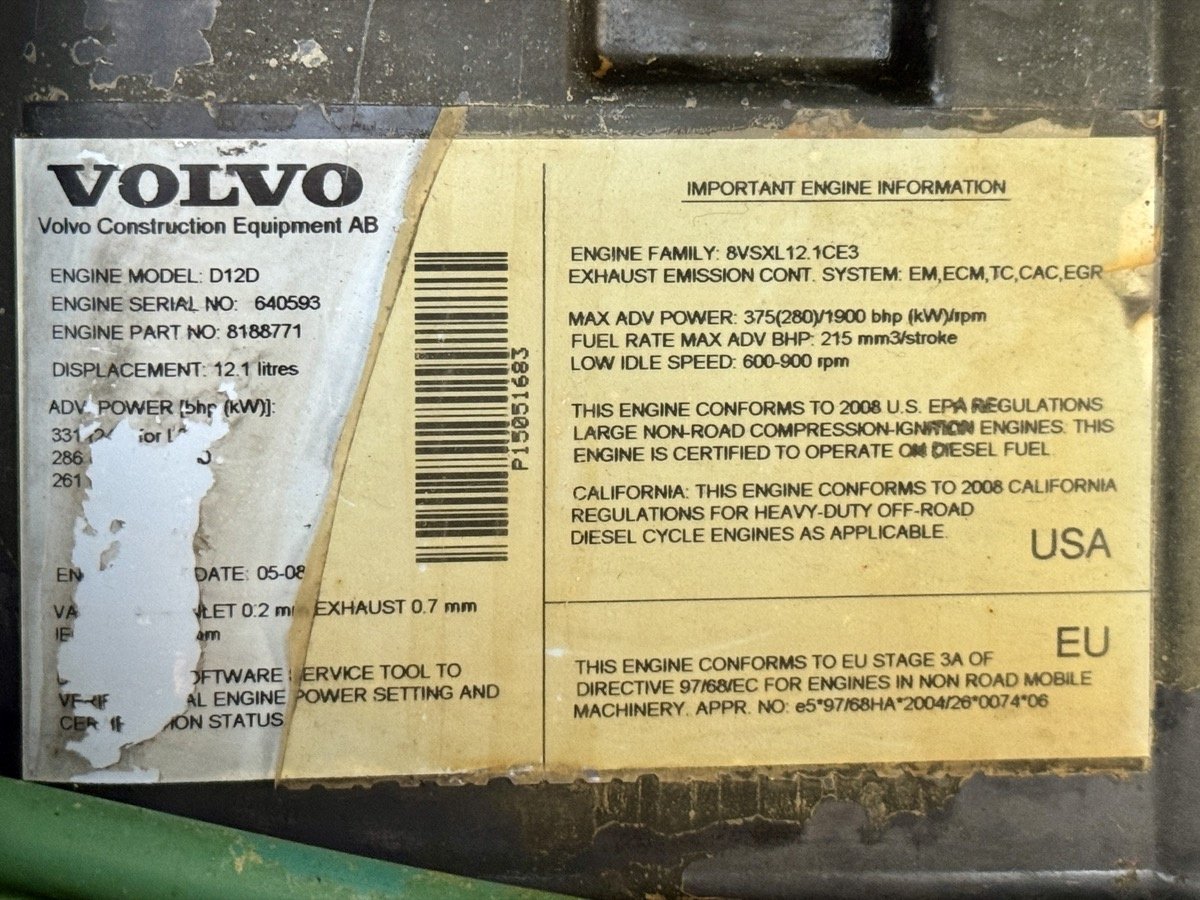 VOLVO
Volvo Construction Equipment AB
ENGINE MODEL: D12D
ENGINE SERIAL NO: 640593
ENGINE PART NO: 8188771
DISPLACEMENT: 12.1 litres
ADV. POWER [bhp (kW)]:
331 for
286
261
DATE: 05-08
0.2 EXHAUST 0.7 mm
SERVICE TOOL TO
ENGINE POWER SETTING AND
STATUS
P15051683
IMPORTANT ENGINE INFORMATION
ENGINE FAMILY: 8VSXL12.1CE3
EXHAUST EMISSION CONT. SYSTEM: EM,ECM,TC,CAC,EGR
MAX ADV POWER: 375(280)/1900 bhp (kW)/rpm
FUEL RATE MAX ADV BHP: 215 mm3/stroke
LOW IDLE SPEED: 600-900 rpm
THIS ENGINE CONFORMS TO 2008 U.S. EPA REGULATIONS
LARGE NON-ROAD COMPRESSION-IGNITION ENGINES. THIS
ENGINE IS CERTIFIED TO OPERATE ON DIESEL FUEL
CALIFORNIA: THIS ENGINE CONFORMS TO 2008 CALIFORNIA
REGULATIONS FOR HEAVY-DUTY OFF-ROAD
DIESEL CYCLE ENGINES AS APPLICABLE.
USA
EU
THIS ENGINE CONFORMS TO EU STAGE 3A OF
DIRECTIVE 97/68/EC FOR ENGINES IN NON ROAD MOBILE
MACHINERY. APPR. NO: e5*97/68HA*2004/26*0074*06